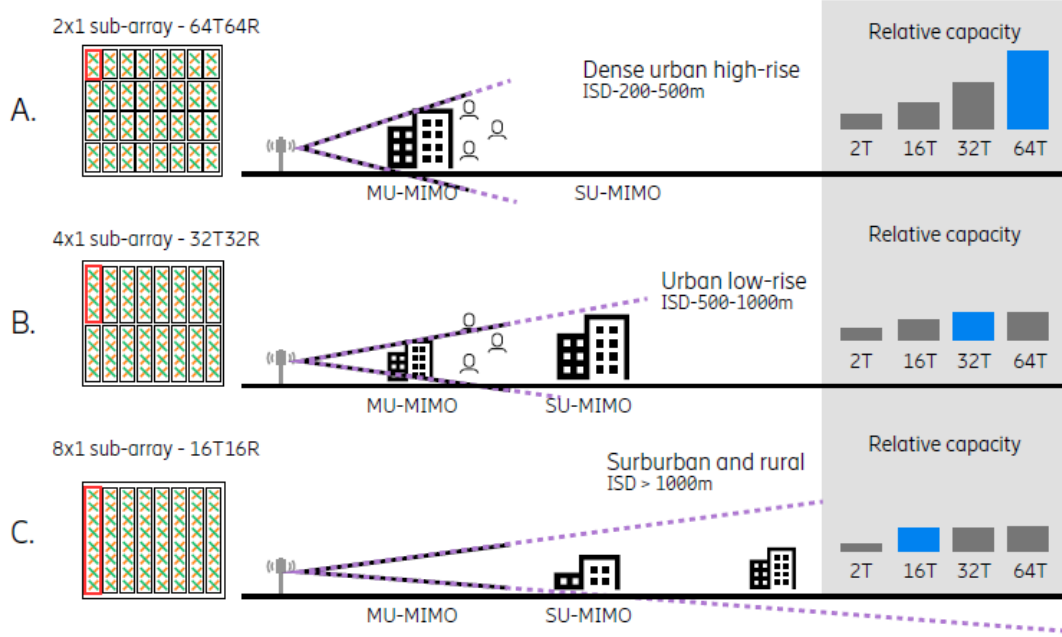 2x1 sub-array - 64T64R
A.
Dense urban high-rise
ISD-200-500m
MU-MIMO
SU-MIMO
Relative capacity
2T
16T
32T
64T
4x1 sub-array - 32T32R
B.
Urban low-rise
ISD-500-1000m
MU-MIMO
SU-MIMO
Relative capacity
2T
16T
32T
64T
8x1 sub-array - 16T16R
C.
Surburban and rural
ISD > 1000m
MU-MIMO
SU-MIMO
Relative capacity
2T
16T
32T
64T